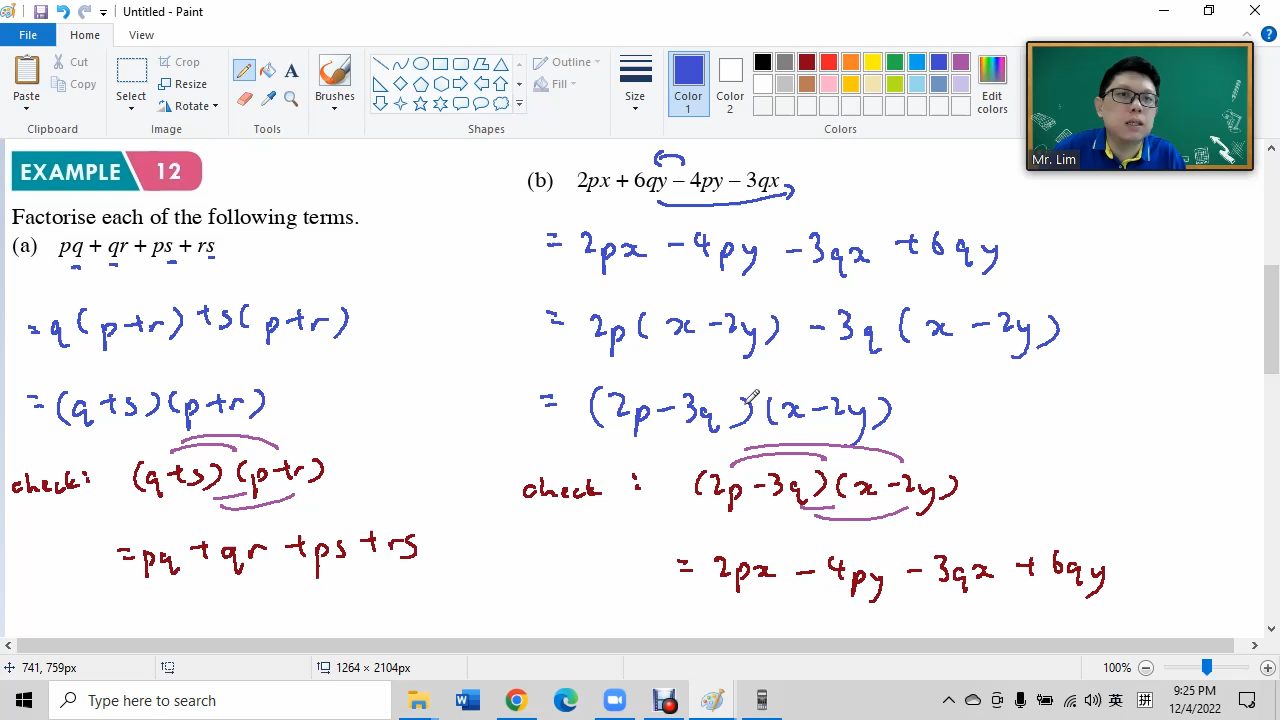 Untitled - Paint
File Home View
Paste Cut Copy Clipboard
Select Crop Resize Rotate Image
Tools
Brushes
Shapes Outline Fill
Size
Color 1 Color 2 Edit colors Colors
Mr. Lim
EXAMPLE 12
Factorise each of the following terms.
(a) pq + qr + ps + rs
= q(p+r)+s(p+r)
= (q+s)(p+r)
check: (q+s)(p+r)
= pq + qr + ps + rs
(b) 2px + 6qy – 4py – 3qx
= 2px - 4py - 3qx + 6qy
= 2p(x - 2y) - 3q(x - 2y)
= (2p - 3q)(x - 2y)
check : (2p - 3q)(x - 2y)
= 2px - 4py - 3qx + 6qy
741, 759px 1264 × 2104px 100%
Type here to search
英 拼 9:25 PM
12/4/2022